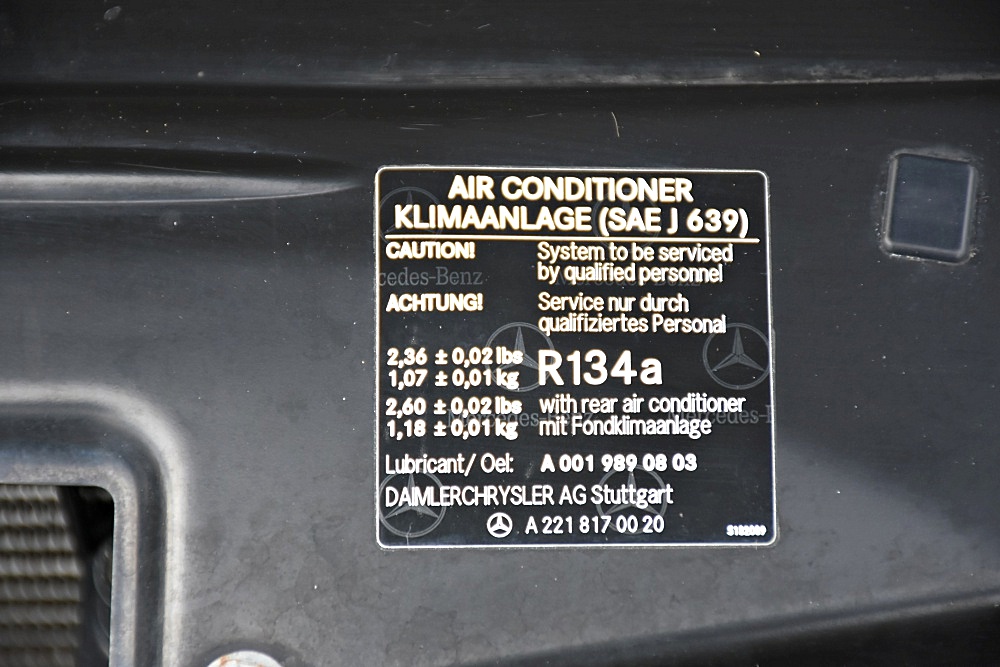 AIR CONDITIONER
KLIMAANLAGE (SAE J 639)
CAUTION! System to be serviced
by qualified personnel
cedes-Benz
ACHTUNG! Service nur durch
qualifiziertes Personal
2,36 ± 0,02 lbs R134a
1,07 ± 0,01 kg
2,60 ± 0,02 lbs with rear air conditioner
1,18 ± 0,01 kg mit Fondklimaanlage
Lubricant/ Oel: A 001 989 08 03
DAIMLERCHRYSLER AG Stuttgart
A 221 817 00 20